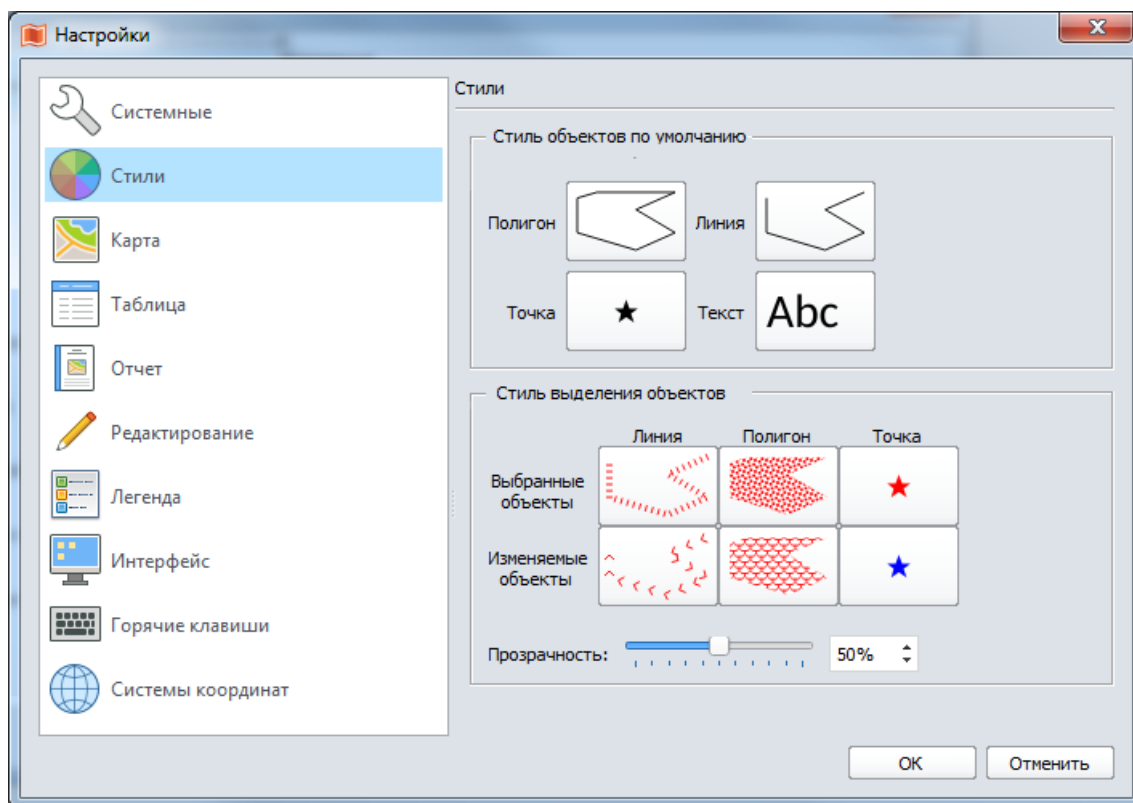 Настройки
Системные
Стили
Карта
Таблица
Отчет
Редактирование
Легенда
Интерфейс
Горячие клавиши
Системы координат
Стили
Стиль объектов по умолчанию
Полигон
Линия
Точка
Текст
Abc
Стиль выделения объектов
Линия Полигон Точка
Выбранные
объекты
Изменяемые
объекты
Прозрачность:
50%
ОК
Отменить